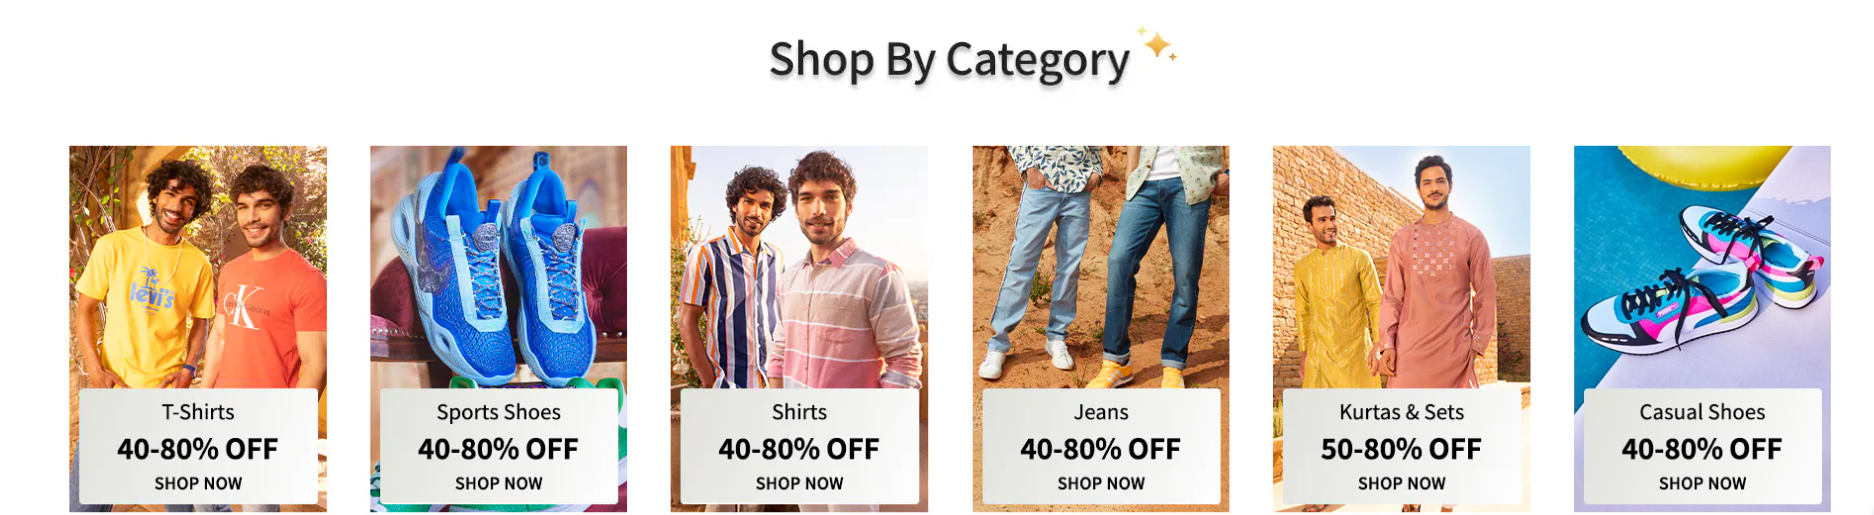 Shop By Category
levi's
CK
T-Shirts
40-80% OFF
SHOP NOW
Sports Shoes
40-80% OFF
SHOP NOW
Shirts
40-80% OFF
SHOP NOW
Jeans
40-80% OFF
SHOP NOW
Kurtas & Sets
50-80% OFF
SHOP NOW
Casual Shoes
40-80% OFF
SHOP NOW